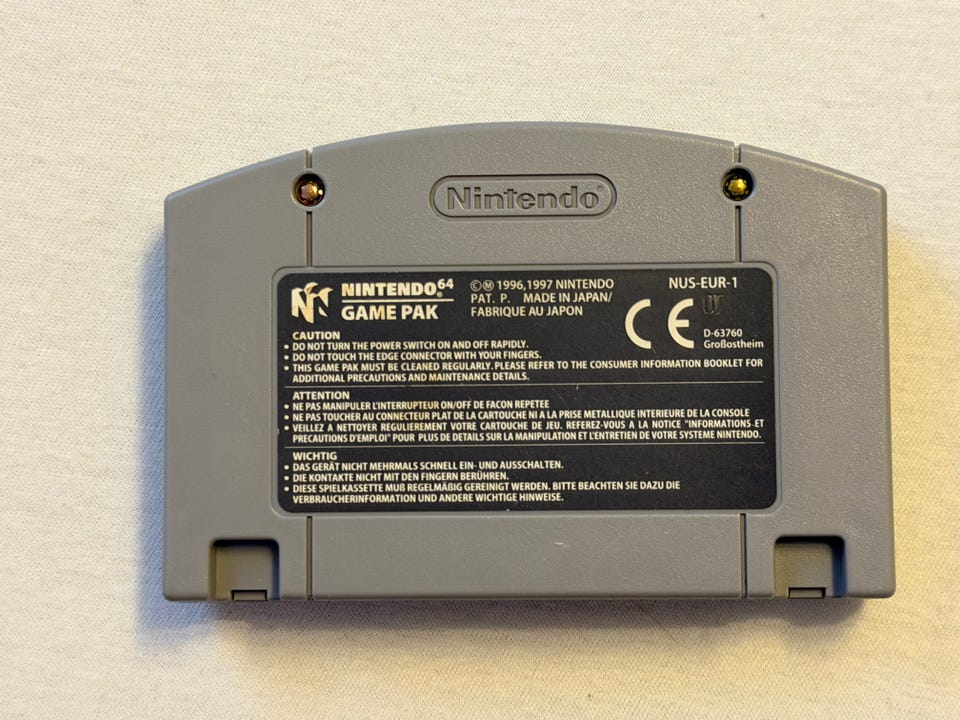 Nintendo®
NINTENDO⁶⁴
GAME PAK
©Ⓜ 1996,1997 NINTENDO
PAT. P. MADE IN JAPAN/
FABRIQUE AU JAPON
NUS-EUR-1
CE
D-63760
Großostheim
CAUTION
• DO NOT TURN THE POWER SWITCH ON AND OFF RAPIDLY.
• DO NOT TOUCH THE EDGE CONNECTOR WITH YOUR FINGERS.
• THIS GAME PAK MUST BE CLEANED REGULARLY. PLEASE REFER TO THE CONSUMER INFORMATION BOOKLET FOR
ADDITIONAL PRECAUTIONS AND MAINTENANCE DETAILS.
ATTENTION
• NE PAS MANIPULER L'INTERRUPTEUR ON/OFF DE FACON REPETEE
• NE PAS TOUCHER AU CONNECTEUR PLAT DE LA CARTOUCHE NI A LA PRISE METALLIQUE INTERIEURE DE LA CONSOLE
• VEILLEZ A NETTOYER REGULIEREMENT VOTRE CARTOUCHE DE JEU. REFEREZ-VOUS A LA NOTICE "INFORMATIONS ET
PRECAUTIONS D'EMPLOI" POUR PLUS DE DETAILS SUR LA MANIPULATION ET L'ENTRETIEN DE VOTRE SYSTEME NINTENDO.
WICHTIG
• DAS GERÄT NICHT MEHRMALS SCHNELL EIN- UND AUSSCHALTEN.
• DIE KONTAKTE NICHT MIT DEN FINGERN BERÜHREN.
• DIESE SPIELKASSETTE MUß REGELMÄßIG GEREINIGT WERDEN. BITTE BEACHTEN SIE DAZU DIE
VERBRAUCHERINFORMATION UND ANDERE WICHTIGE HINWEISE.